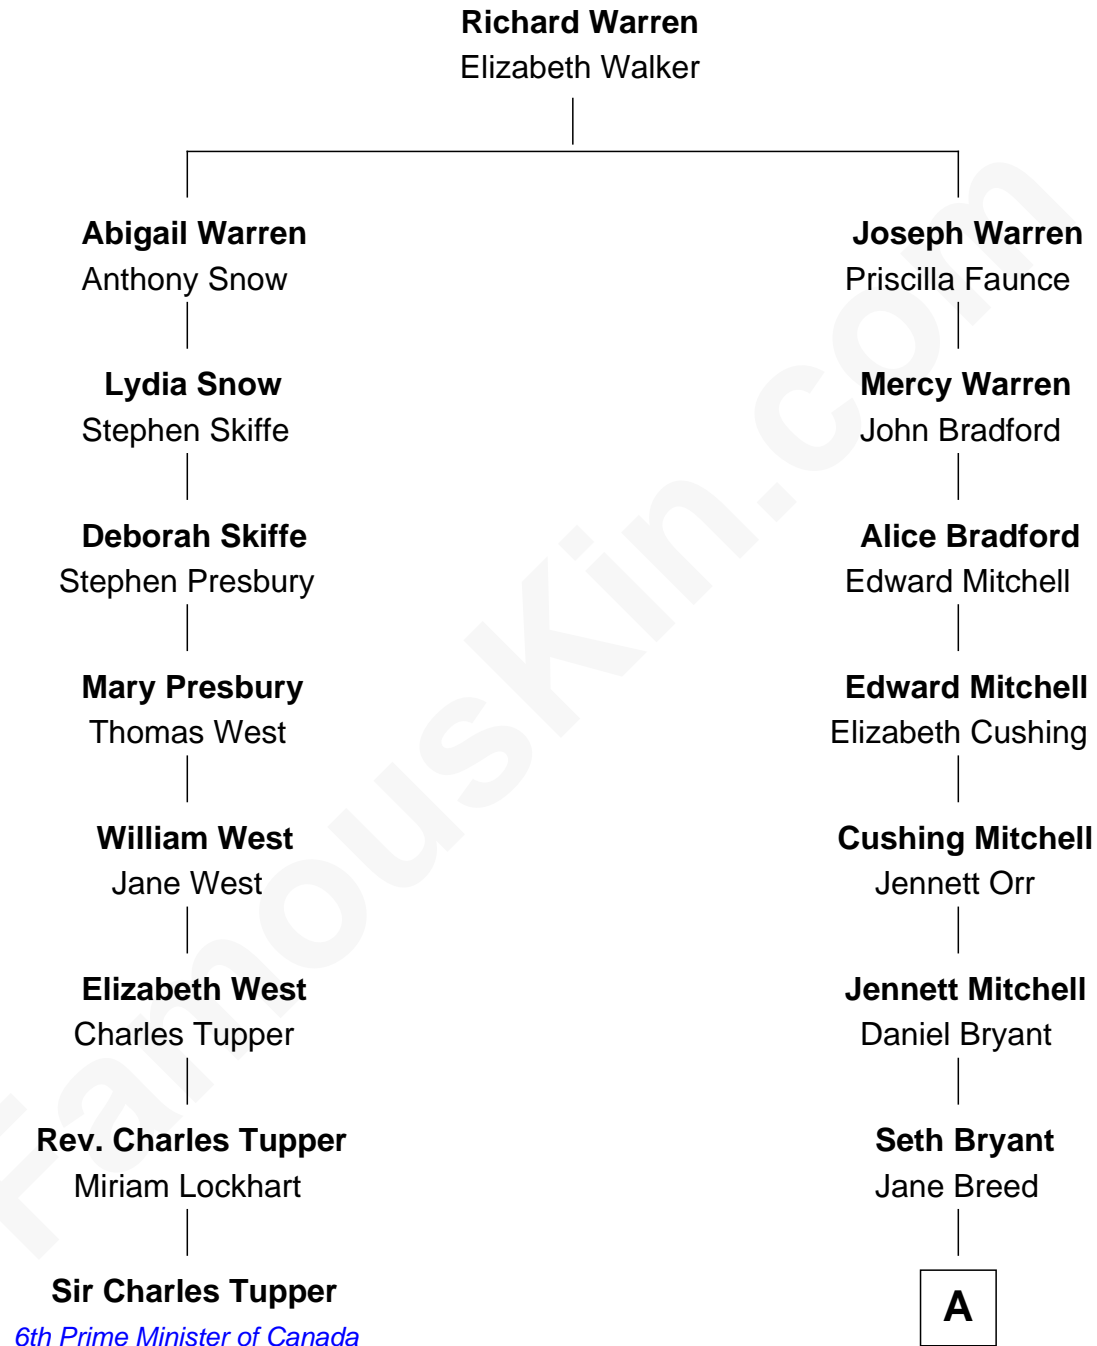 Richard Warren
Elizabeth Walker
Abigail Warren
Anthony Snow
Joseph Warren
Priscilla Faunce
Lydia Snow
Stephen Skiffe
Mercy Warren
John Bradford
Deborah Skiffe
Stephen Presbury
Alice Bradford
Edward Mitchell
Mary Presbury
Thomas West
Edward Mitchell
Elizabeth Cushing
William West
Jane West
Cushing Mitchell
Jennett Orr
Elizabeth West
Charles Tupper
Jennett Mitchell
Daniel Bryant
Rev. Charles Tupper
Miriam Lockhart
Seth Bryant
Jane Breed
Sir Charles Tupper
6th Prime Minister of Canada
A
FamousKin.com